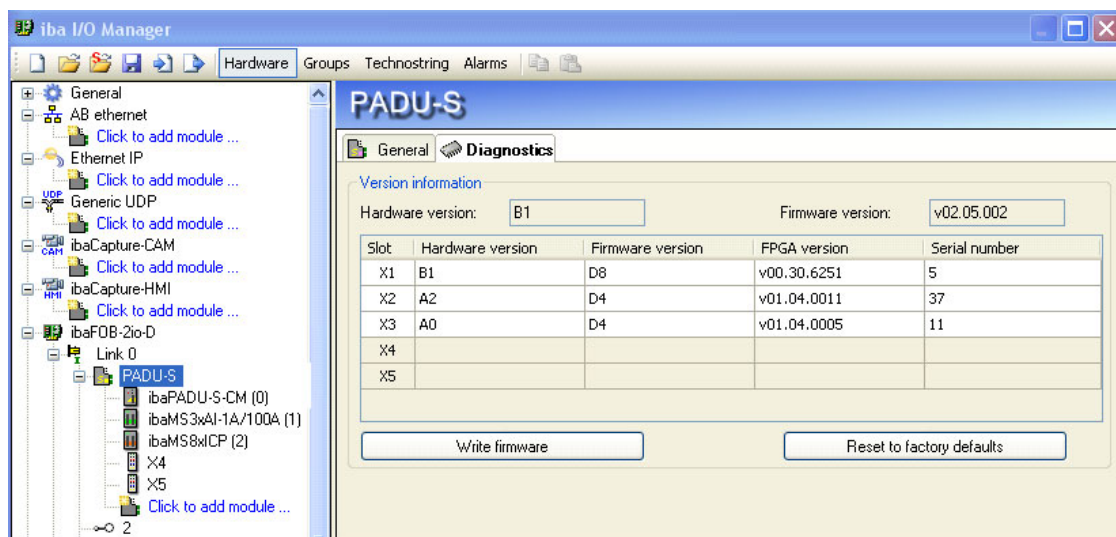 iba I/O Manager
Hardware Groups Technostring Alarms
General
AB ethernet
Click to add module ...
Ethernet IP
Click to add module ...
UDP Generic UDP
Click to add module ...
CAM ibaCapture-CAM
Click to add module ...
HMI ibaCapture-HMI
Click to add module ...
ibaFOB-2io-D
Link 0
PADU-S
ibaPADU-S-CM (0)
ibaMS3xAI-1A/100A (1)
ibaMS8xICP (2)
X4
X5
Click to add module ...
2
PADU-S
General Diagnostics
Version information
Hardware version: B1 Firmware version: v02.05.002
Slot Hardware version Firmware version FPGA version Serial number
X1 B1 D8 v00.30.6251 5
X2 A2 D4 v01.04.0011 37
X3 A0 D4 v01.04.0005 11
X4
X5
Write firmware Reset to factory defaults